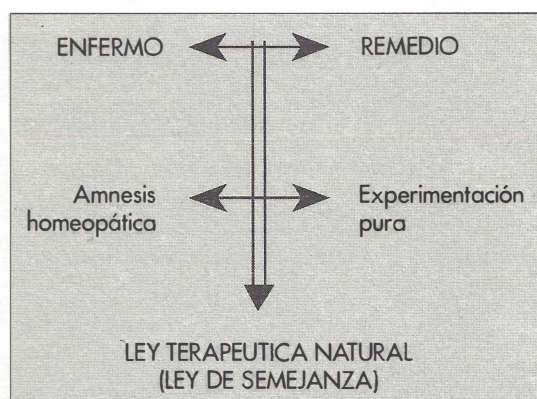 ENFERMO
REMEDIO
Amnesis
homeopática
Experimentación
pura
LEY TERAPEUTICA NATURAL
(LEY DE SEMEJANZA)